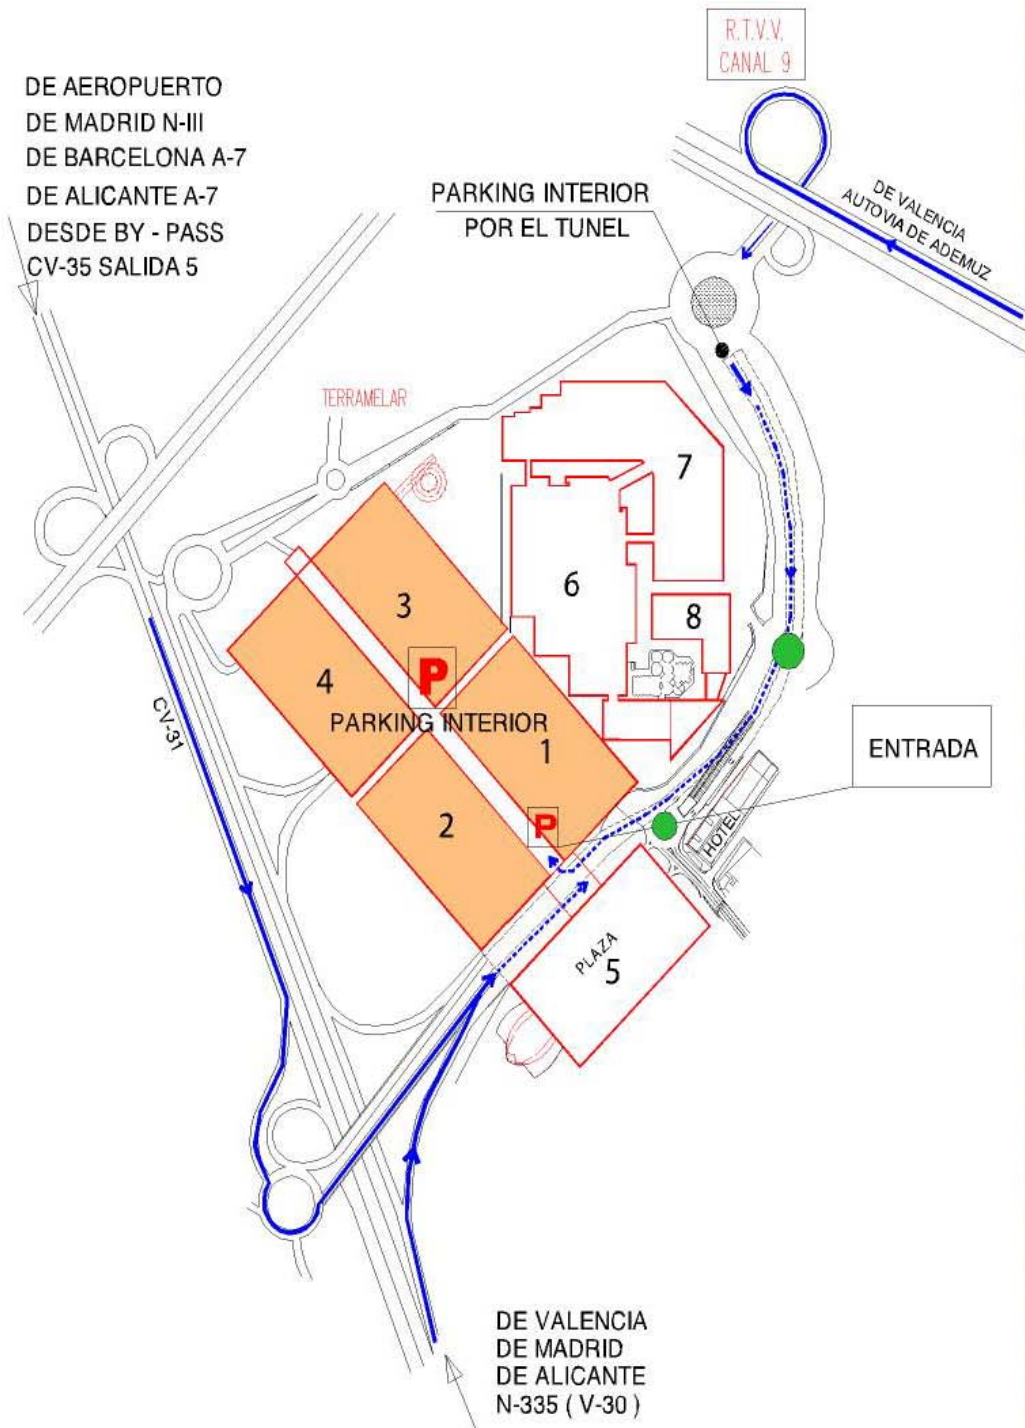 R.T.V.V.
CANAL 9
DE AEROPUERTO
DE MADRID N-III
DE BARCELONA A-7
DE ALICANTE A-7
DESDE BY - PASS
CV-35 SALIDA 5
PARKING INTERIOR
POR EL TUNEL
DE VALENCIA
AUTOVIA DE ADEMUZ
TERRAMELAR
7
6
8
3
4
P
PARKING INTERIOR
1
CV-31
ENTRADA
2
P
HOTEL
PLAZA
5
DE VALENCIA
DE MADRID
DE ALICANTE
N-335 ( V-30 )